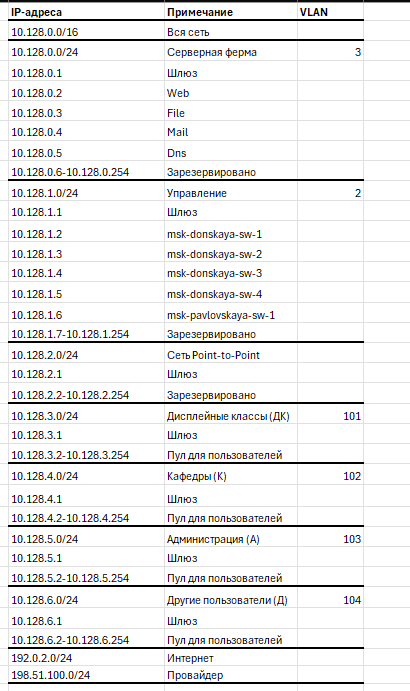 IP-адреса Примечание VLAN
10.128.0.0/16 Вся сеть
10.128.0.0/24 Серверная ферма 3
10.128.0.1 Шлюз
10.128.0.2 Web
10.128.0.3 File
10.128.0.4 Mail
10.128.0.5 Dns
10.128.0.6-10.128.0.254 Зарезервировано
10.128.1.0/24 Управление 2
10.128.1.1 Шлюз
10.128.1.2 msk-donskaya-sw-1
10.128.1.3 msk-donskaya-sw-2
10.128.1.4 msk-donskaya-sw-3
10.128.1.5 msk-donskaya-sw-4
10.128.1.6 msk-pavlovskaya-sw-1
10.128.1.7-10.128.1.254 Зарезервировано
10.128.2.0/24 Сеть Point-to-Point
10.128.2.1 Шлюз
10.128.2.2-10.128.2.254 Зарезервировано
10.128.3.0/24 Дисплейные классы (ДК) 101
10.128.3.1 Шлюз
10.128.3.2-10.128.3.254 Пул для пользователей
10.128.4.0/24 Кафедры (К) 102
10.128.4.1 Шлюз
10.128.4.2-10.128.4.254 Пул для пользователей
10.128.5.0/24 Администрация (А) 103
10.128.5.1 Шлюз
10.128.5.2-10.128.5.254 Пул для пользователей
10.128.6.0/24 Другие пользователи (Д) 104
10.128.6.1 Шлюз
10.128.6.2-10.128.6.254 Пул для пользователей
192.0.2.0/24 Интернет
198.51.100.0/24 Провайдер